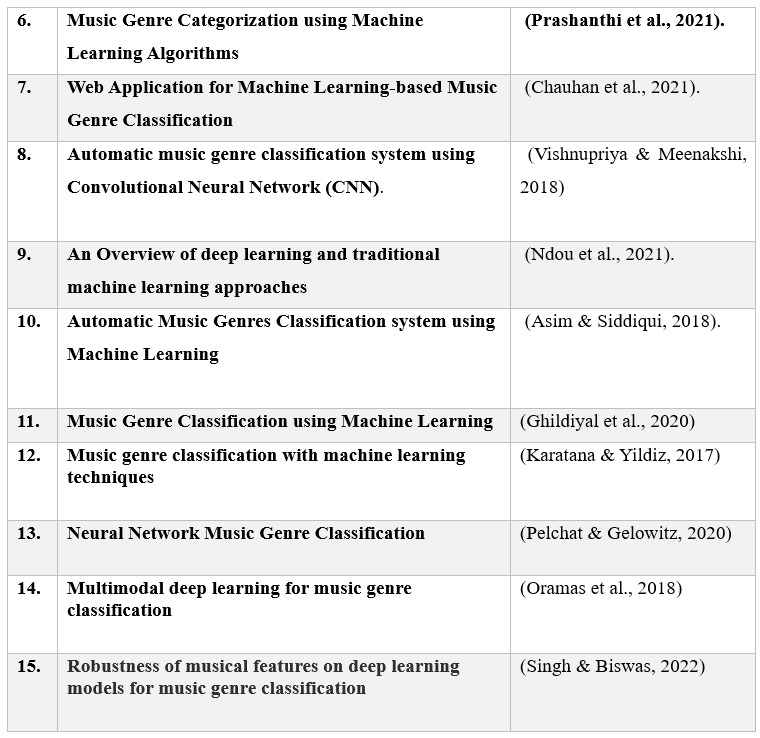 6. Music Genre Categorization using Machine (Prashanthi et al., 2021).
Learning Algorithms
7. Web Application for Machine Learning-based Music (Chauhan et al., 2021).
Genre Classification
8. Automatic music genre classification system using (Vishnupriya & Meenakshi,
Convolutional Neural Network (CNN). 2018)
9. An Overview of deep learning and traditional (Ndou et al., 2021).
machine learning approaches
10. Automatic Music Genres Classification system using (Asim & Siddiqui, 2018).
Machine Learning
11. Music Genre Classification using Machine Learning (Ghildiyal et al., 2020)
12. Music genre classification with machine learning (Karatana & Yildiz, 2017)
techniques
13. Neural Network Music Genre Classification (Pelchat & Gelowitz, 2020)
14. Multimodal deep learning for music genre (Oramas et al., 2018)
classification
15. Robustness of musical features on deep learning (Singh & Biswas, 2022)
models for music genre classification